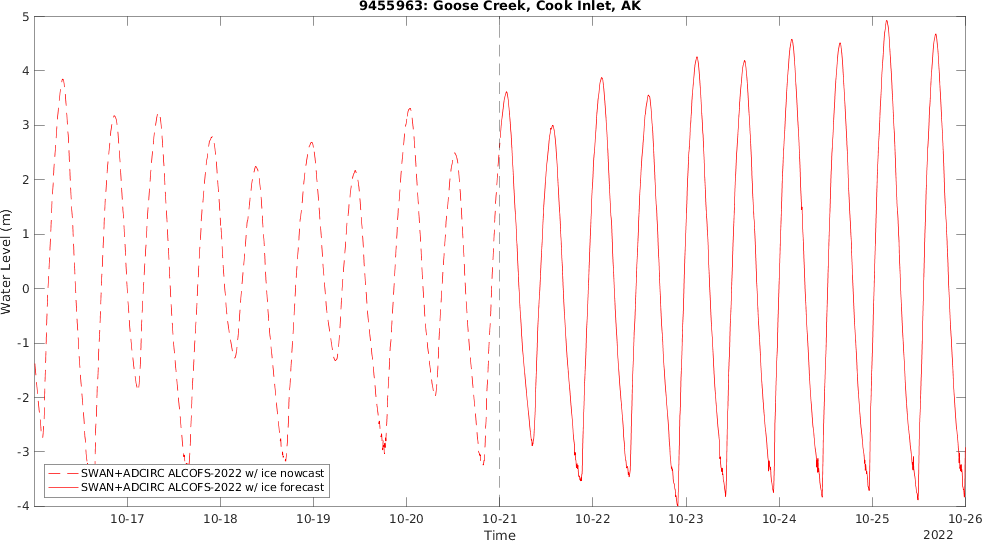 9455963: Goose Creek, Cook Inlet, AK
5
4
3
2
1
0
-1
-2
-3
-4
Water Level (m)
SWAN+ADCIRC ALCOFS-2022 w/ ice nowcast
SWAN+ADCIRC ALCOFS-2022 w/ ice forecast
10-17 10-18 10-19 10-20 10-21 10-22 10-23 10-24 10-25 10-26
Time
2022